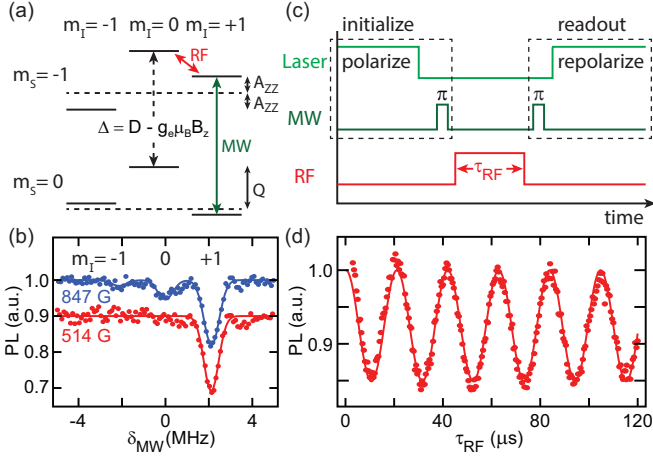 (a)
m_I= -1 m_I= 0 m_I= +1
RF
m_S= -1
A_ZZ
A_ZZ
Δ = D - g_eμ_BB_z
MW
m_S= 0
Q
(b)
m_I= -1 0 +1
847 G
514 G
PL (a.u.)
1.0
0.9
0.8
0.7
-4 -2 0 2 4
δ_MW(MHz)
(c)
initialize readout
Laser polarize repolarize
π π
MW
RF τ_RF
time
(d)
PL (a.u.)
1.0
0.9
0 20 40 60 80 100 120
τ_RF (μs)